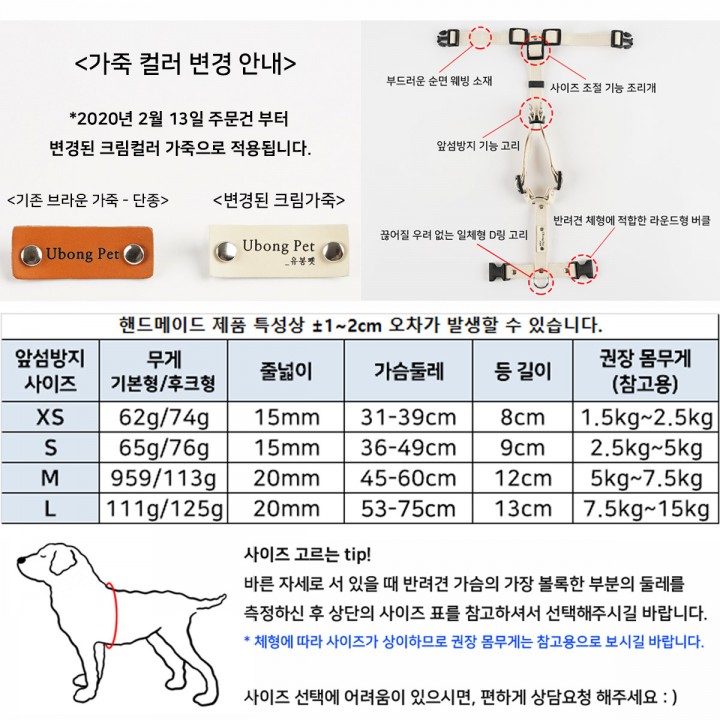 <가죽 컬러 변경 안내>
*2020년 2월 13일 주문건 부터
변경된 크림컬러 가죽으로 적용됩니다.
<기존 브라운 가죽 - 단종>
<변경된 크림가죽>
Ubong Pet
Ubong Pet
_유봉펫
부드러운 순면 웨빙 소재
사이즈 조절 기능 조리개
앞섬방지 기능 고리
끊어질 우려 없는 일체형 D링 고리
반려견 체형에 적합한 라운드형 버클
핸드메이드 제품 특성상 ±1~2cm 오차가 발생할 수 있습니다.
앞섬방지 사이즈 무게 기본형/후크형 줄넓이 가슴둘레 등 길이 권장 몸무게 (참고용)
XS 62g/74g 15mm 31-39cm 8cm 1.5kg~2.5kg
S 65g/76g 15mm 36-49cm 9cm 2.5kg~5kg
M 959/113g 20mm 45-60cm 12cm 5kg~7.5kg
L 111g/125g 20mm 53-75cm 13cm 7.5kg~15kg
사이즈 고르는 tip!
바른 자세로 서 있을 때 반려견 가슴의 가장 볼록한 부분의 둘레를
측정하신 후 상단의 사이즈 표를 참고하셔서 선택해주시길 바랍니다.
* 체형에 따라 사이즈가 상이하므로 권장 몸무게는 참고용으로 보시길 바랍니다.
사이즈 선택에 어려움이 있으시면, 편하게 상담요청 해주세요 : )